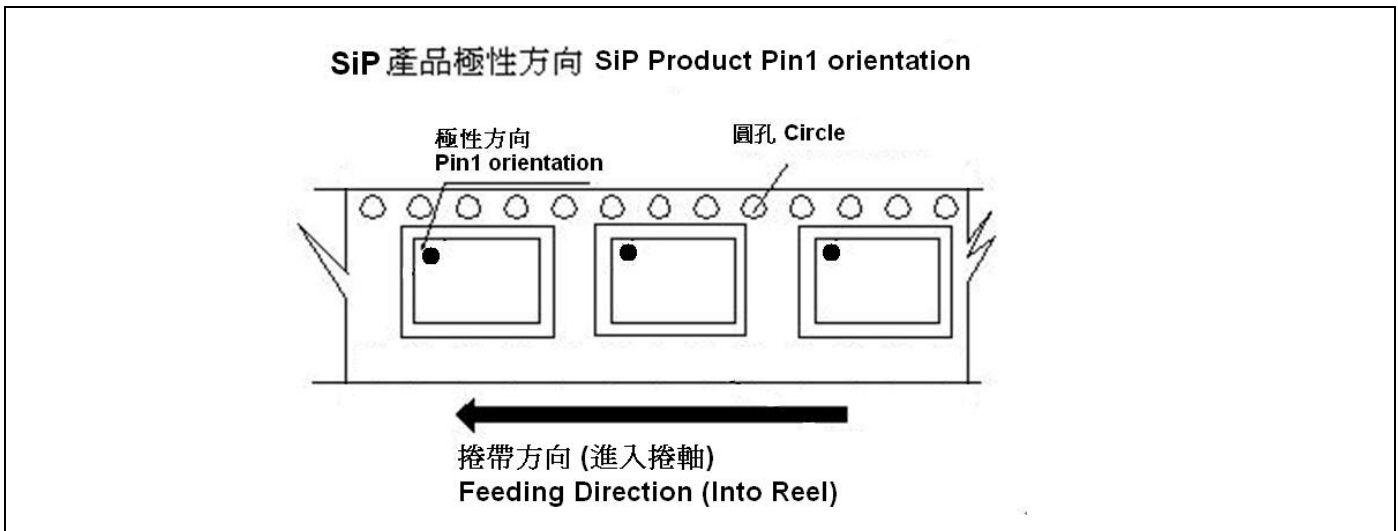 SiP 產品極性方向 SiP Product Pin1 orientation
極性方向
Pin1 orientation
圓孔 Circle
捲帶方向 (進入捲軸)
Feeding Direction (Into Reel)